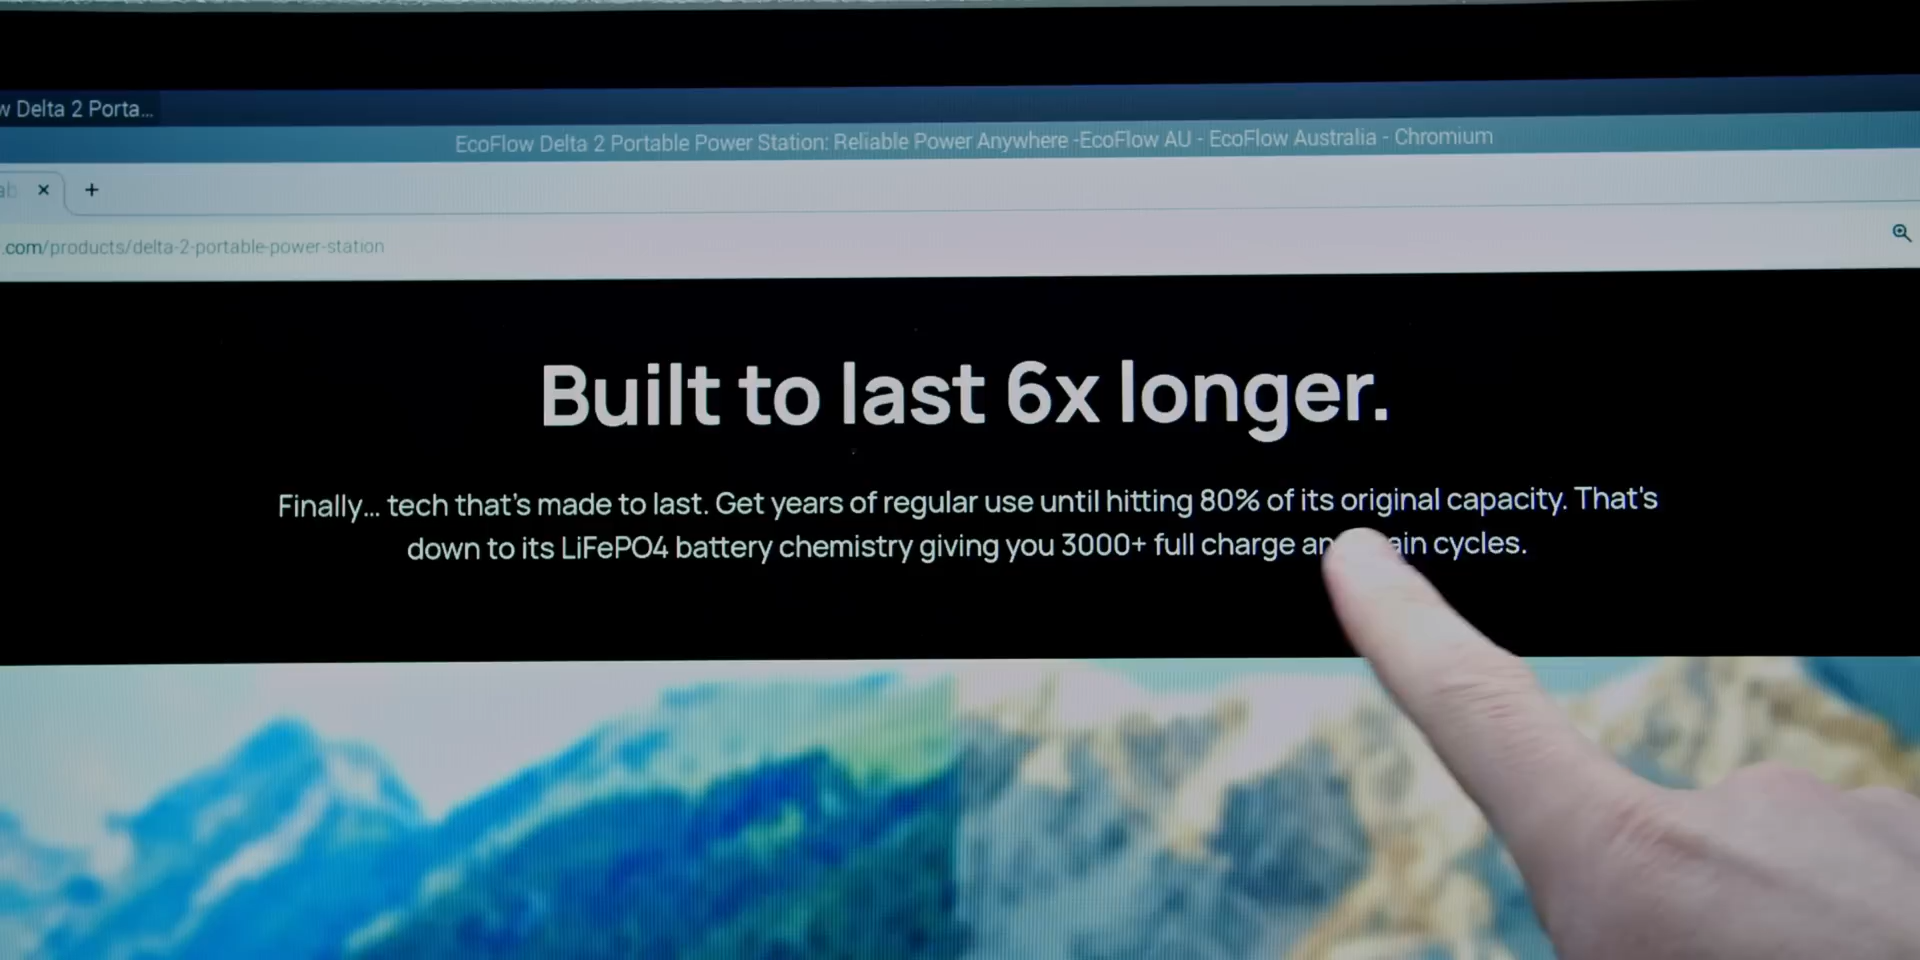 w Delta 2 Porta...
EcoFlow Delta 2 Portable Power Station: Reliable Power Anywhere -EcoFlow AU - EcoFlow Australia - Chromium
ab × +
.com/products/delta-2-portable-power-station
Built to last 6x longer.
Finally... tech that's made to last. Get years of regular use until hitting 80% of its original capacity. That's
down to its LiFePO4 battery chemistry giving you 3000+ full charge an ain cycles.